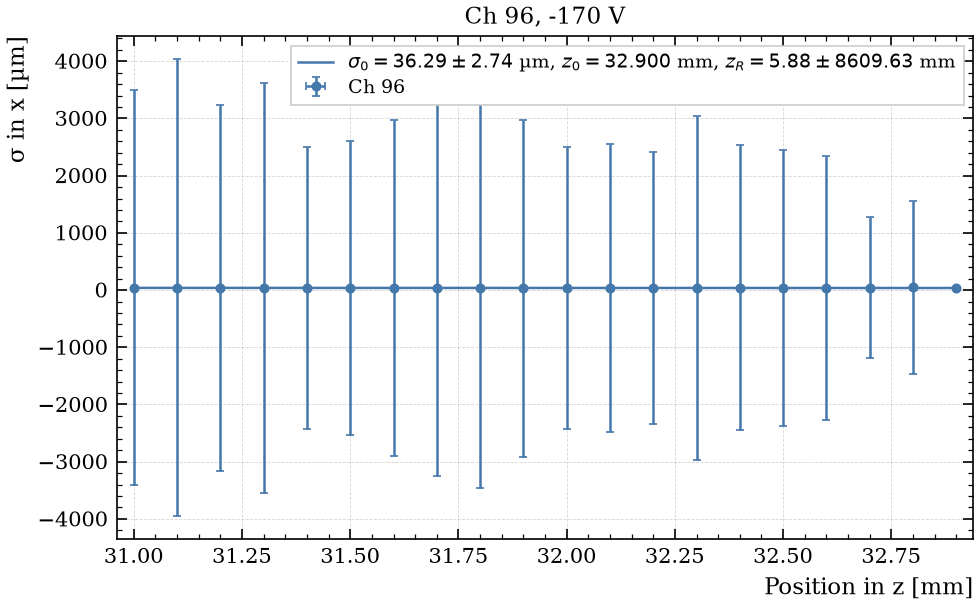 Ch 96, -170 V
σ in x [µm]
σ₀ = 36.29 ± 2.74 µm, z₀ = 32.900 mm, z_R = 5.88 ± 8609.63 mm
Ch 96
4000
3000
2000
1000
0
−1000
−2000
−3000
−4000
31.00 31.25 31.50 31.75 32.00 32.25 32.50 32.75
Position in z [mm]